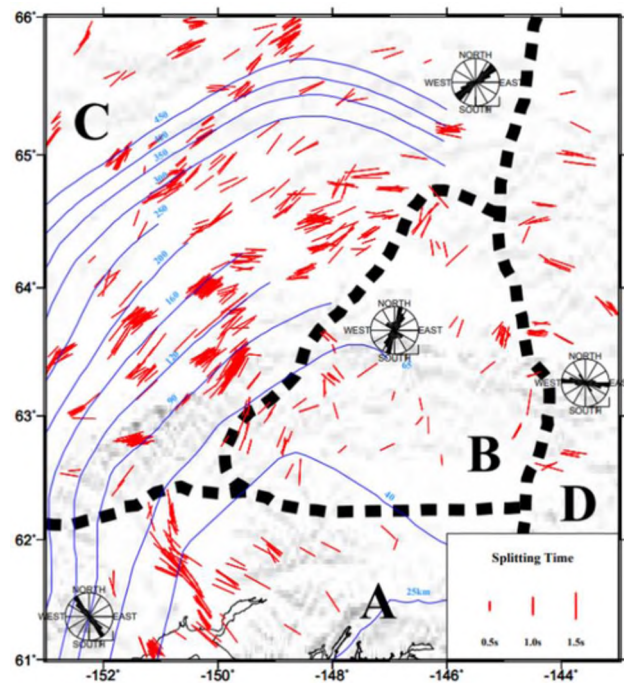 66°
NORTH
WEST
EAST
SOUTH
C
450
400
350
300
65°
250
200
64°
160
NORTH
WEST
EAST
SOUTH
65
120
NORTH
WEST
EAST
SOUTH
90
63°
B
D
40
62°
Splitting Time
0.5s 1.0s 1.5s
A
25km
NORTH
WEST
EAST
SOUTH
61°
-152° -150° -148° -146° -144°